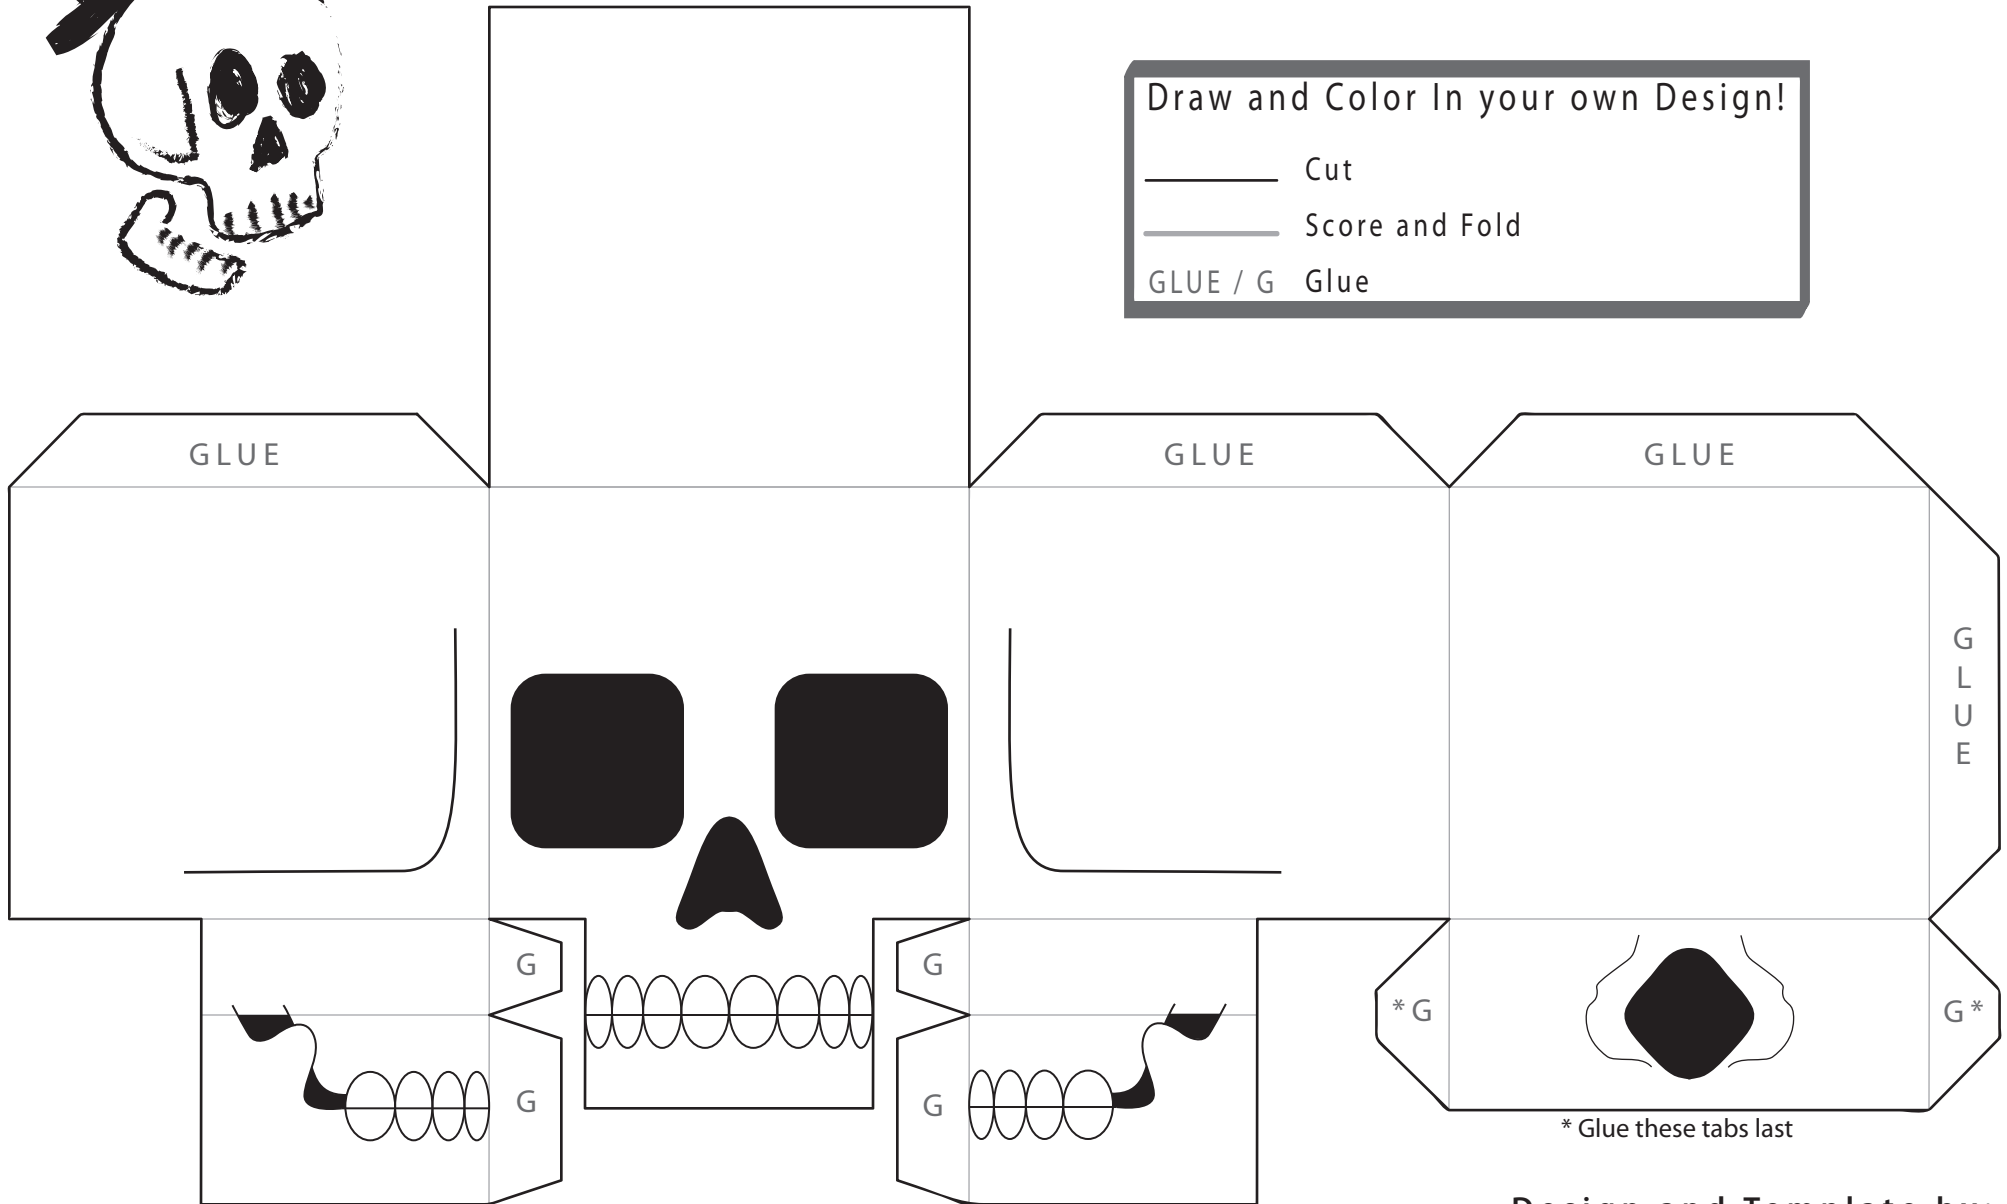 Draw and Color In your own Design!
Cut
Score and Fold
GLUE / G Glue
GLUE
GLUE
GLUE
G
L
U
E
G
G
*G
G*
G
G
* Glue these tabs last
Design and Template by: